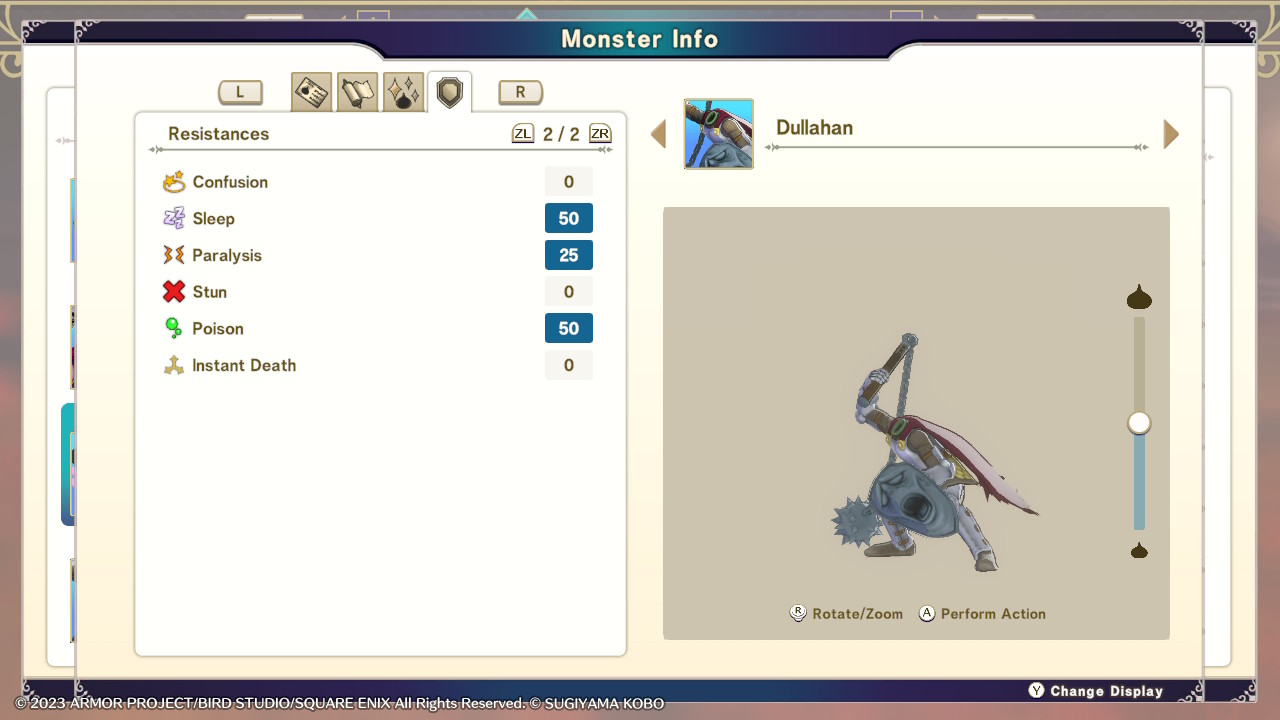 Monster Info
L
R
Resistances
ZL 2 / 2 ZR
Confusion 0
Sleep 50
Paralysis 25
Stun 0
Poison 50
Instant Death 0
Dullahan
R Rotate/Zoom A Perform Action
Y Change Display
© 2023 ARMOR PROJECT/BIRD STUDIO/SQUARE ENIX All Rights Reserved. © SUGIYAMA KOBO